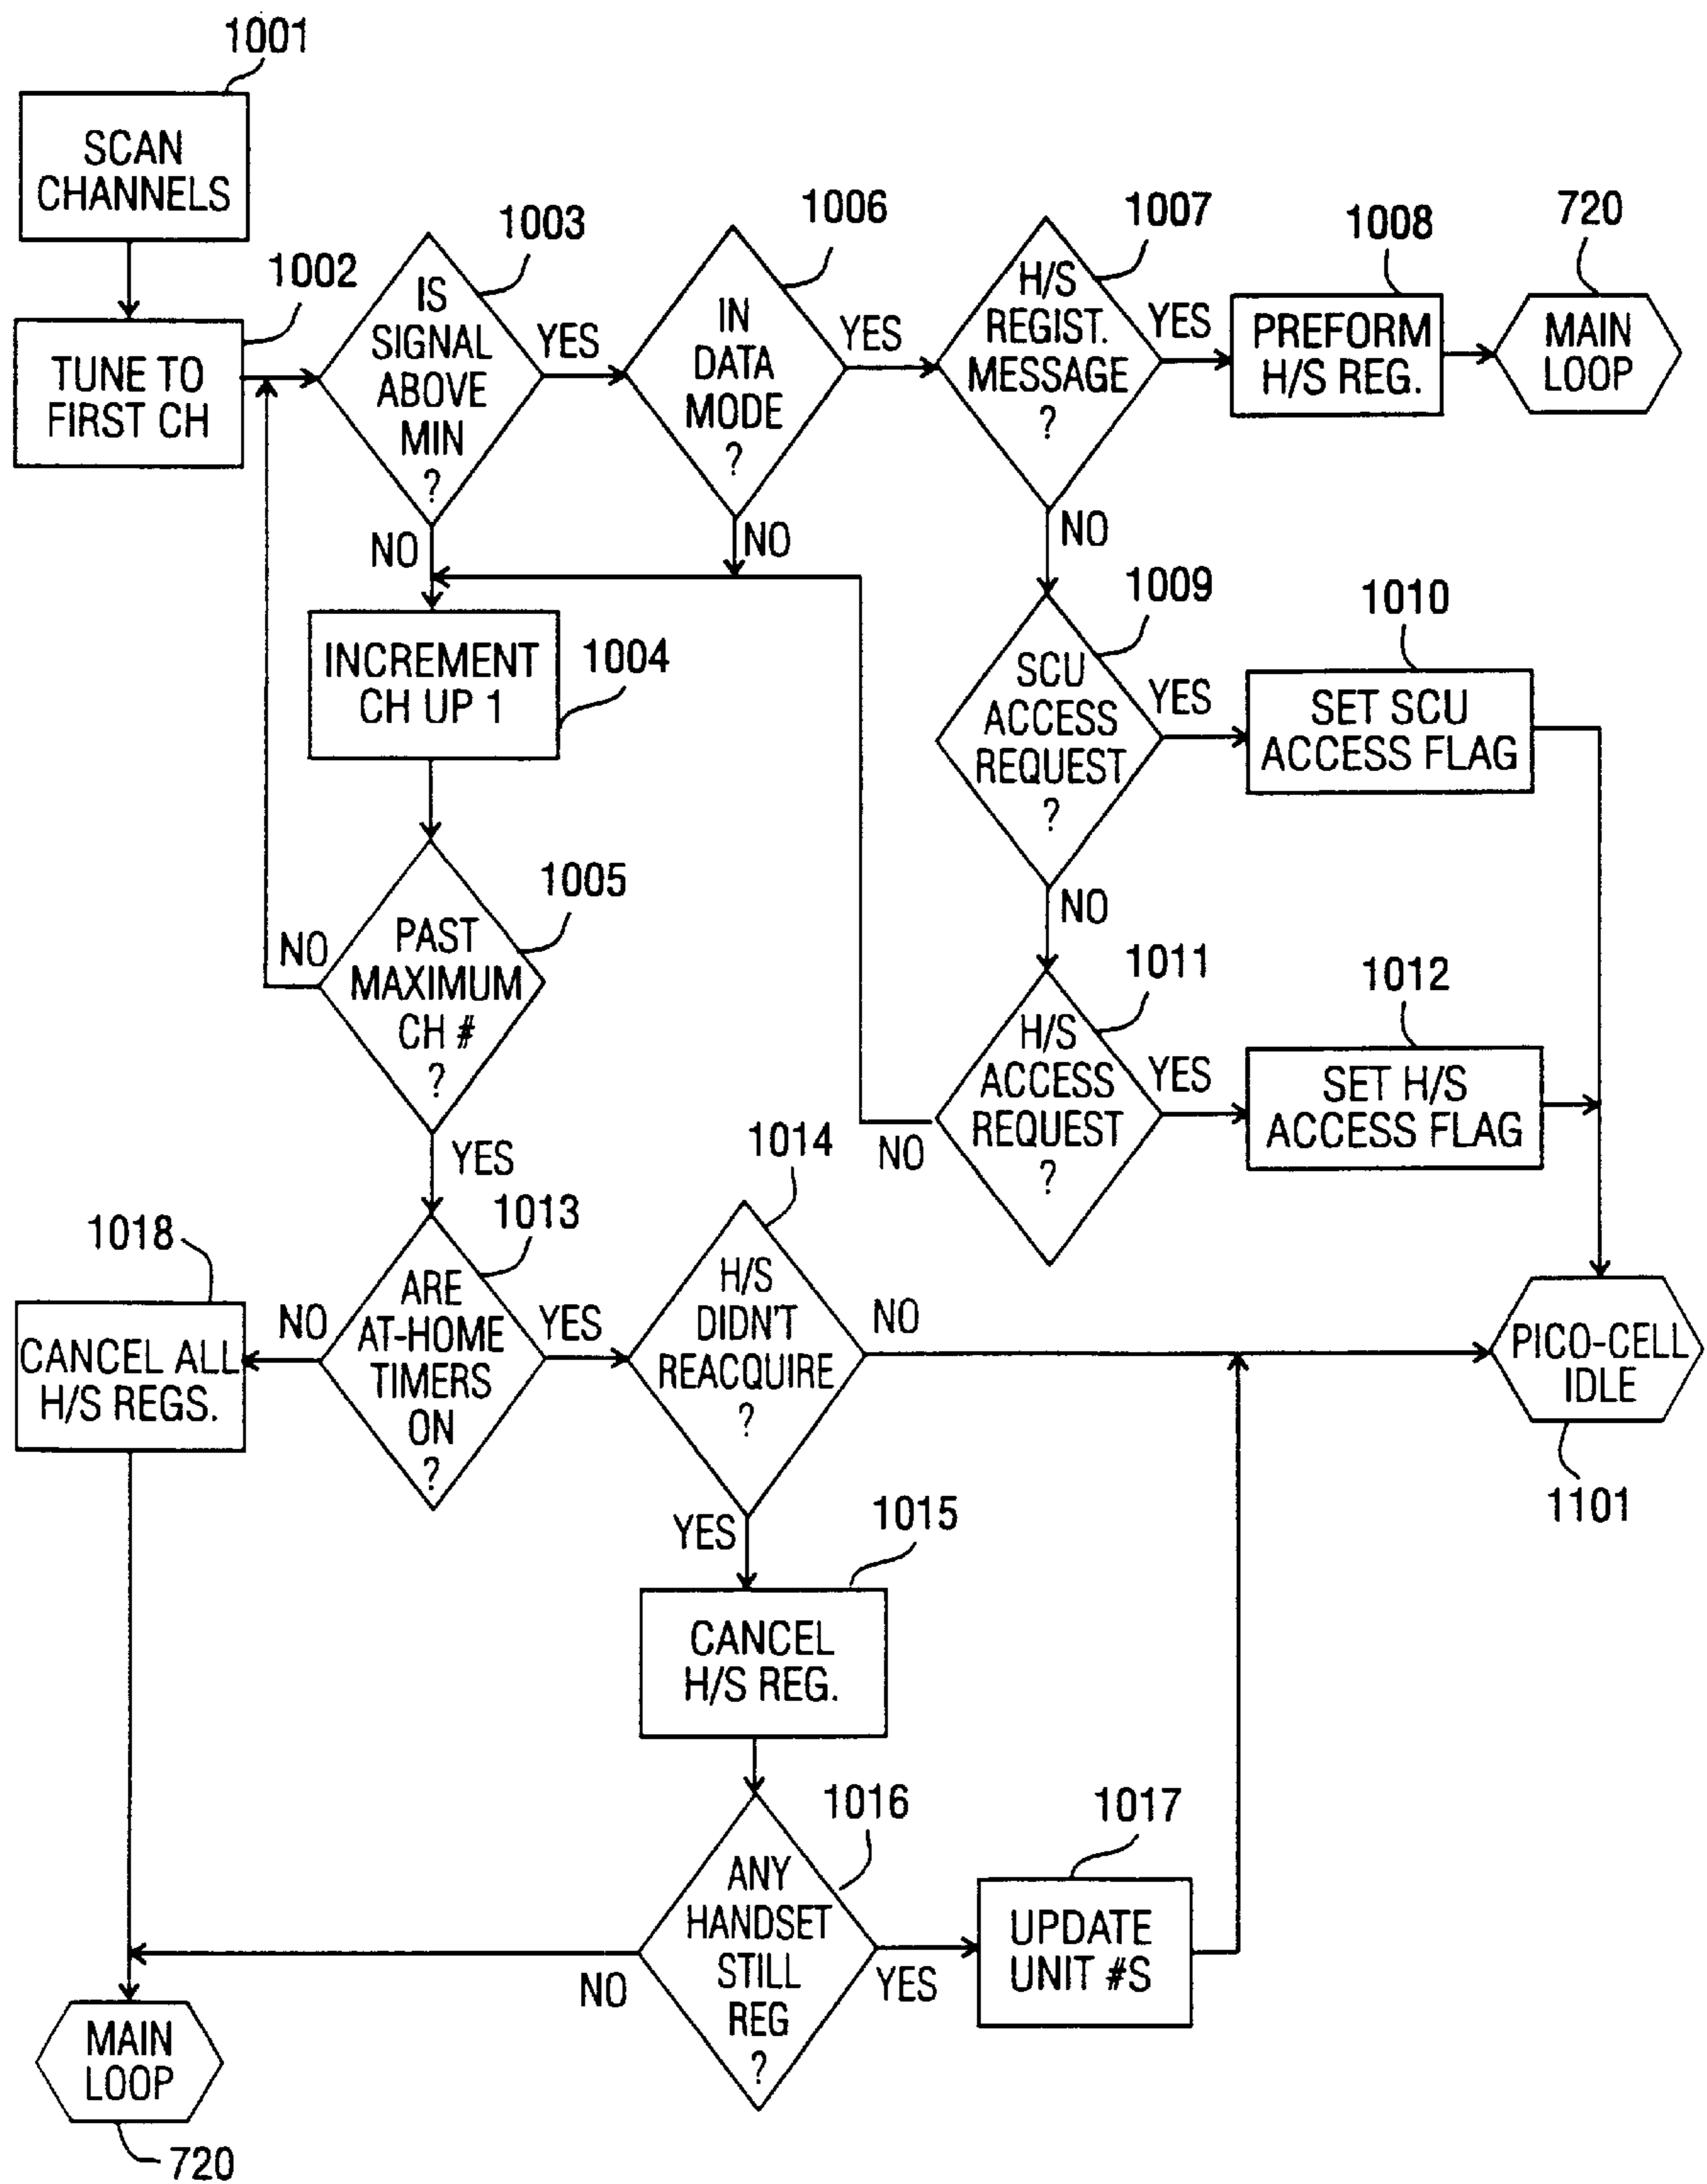 1001
SCAN
CHANNELS
1002
TUNE TO
FIRST CH
1003
IS
SIGNAL
ABOVE
MIN
?
YES
NO
1006
IN
DATA
MODE
?
YES
NO
1007
H/S
REGIST.
MESSAGE
?
YES
NO
1008
PREFORM
H/S REG.
720
MAIN
LOOP
INCREMENT
CH UP 1
1004
1009
SCU
ACCESS
REQUEST
?
YES
NO
1010
SET SCU
ACCESS FLAG
1005
PAST
MAXIMUM
CH #
?
NO
YES
1011
H/S
ACCESS
REQUEST
?
YES
NO
1012
SET H/S
ACCESS FLAG
1013
ARE
AT-HOME
TIMERS
ON
?
NO
YES
1018
CANCEL ALL
H/S REGS.
1014
H/S
DIDN'T
REACQUIRE
?
NO
YES
PICO-CELL
IDLE
1101
1015
CANCEL
H/S REG.
1016
ANY
HANDSET
STILL
REG
?
NO
YES
1017
UPDATE
UNIT #S
MAIN
LOOP
720